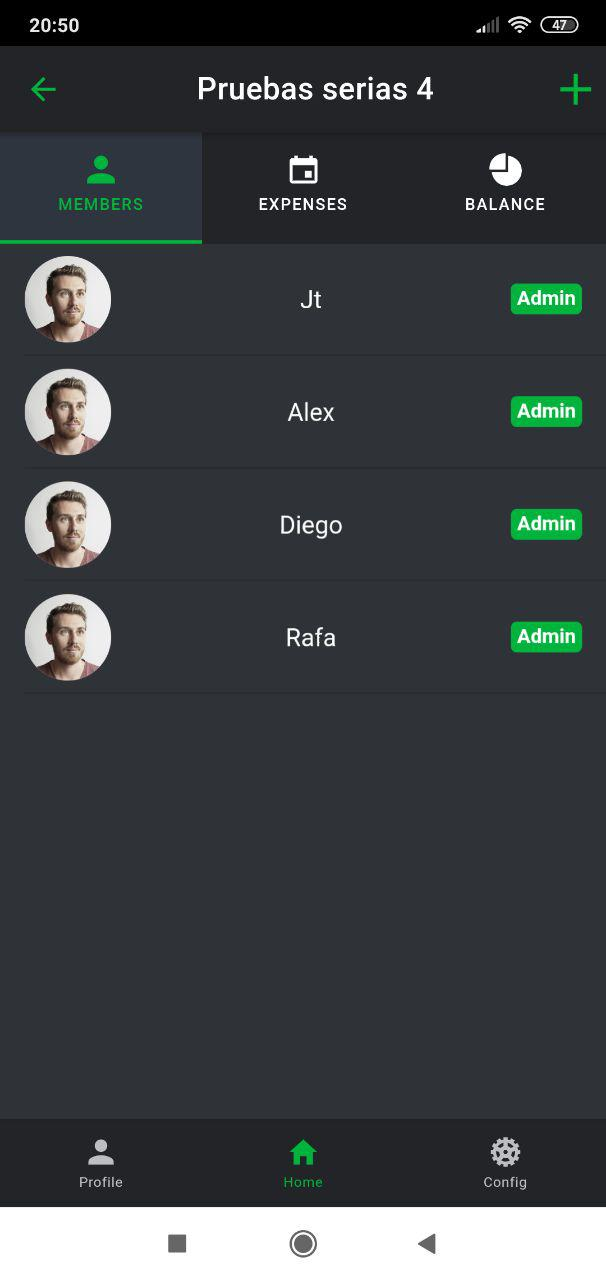 20:50
47
Pruebas serias 4
MEMBERS
EXPENSES
BALANCE
Jt
Admin
Alex
Admin
Diego
Admin
Rafa
Admin
Profile
Home
Config